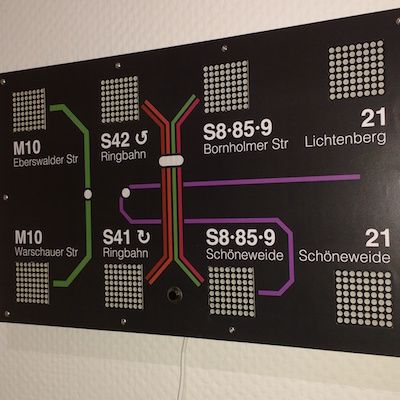 M10
Eberswalder Str
S42 ↺
Ringbahn
S8·85·9
Bornholmer Str
21
Lichtenberg
M10
Warschauer Str
S41 ↻
Ringbahn
S8·85·9
Schöneweide
21
Schöneweide